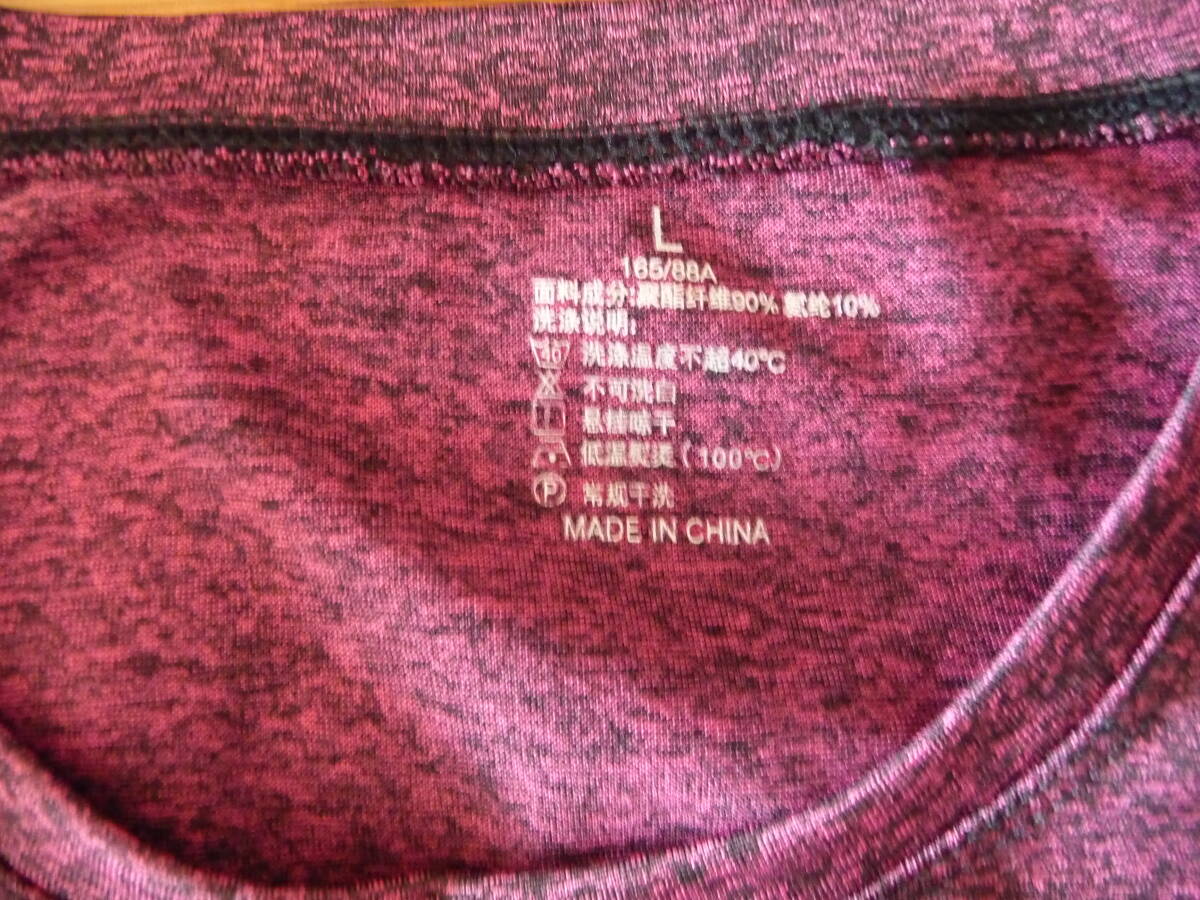 L
165/88A
面料成分:聚酯纤维90% 氨纶10%
洗涤说明:
40 洗涤温度不超40℃
不可洗白
悬挂晾干
低温熨烫(100℃)
P 常规干洗
MADE IN CHINA